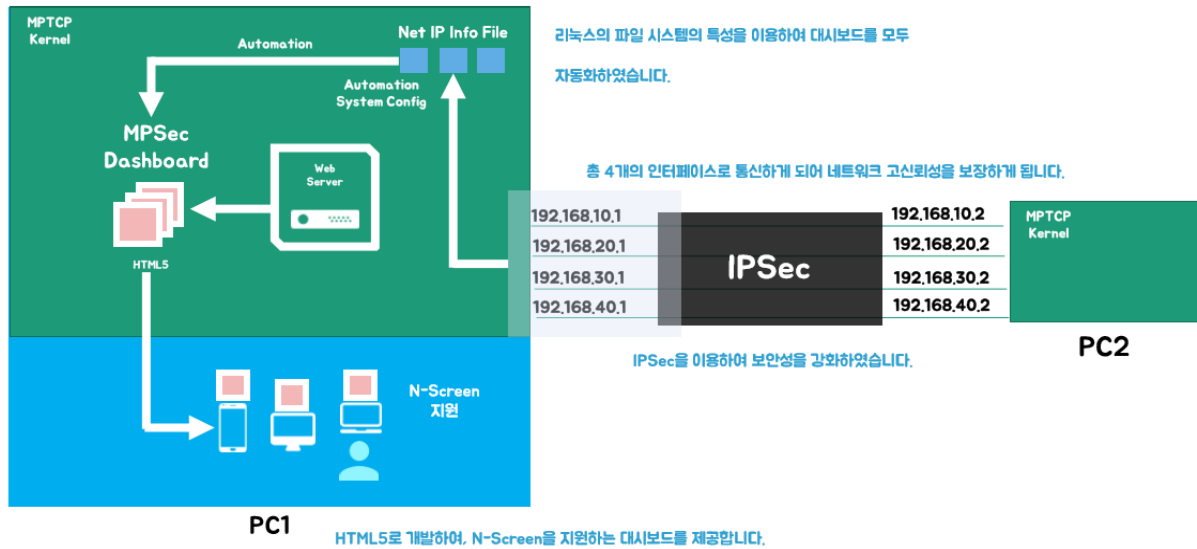 MPTCP
Kernel
Automation
Net IP Info File
Automation
System Config
MPSec
Dashboard
Web
Server
HTML5
리눅스의 파일 시스템의 특성을 이용하여 대시보드를 모두
자동화하였습니다.
총 4개의 인터페이스로 통신하게 되어 네트워크 고신뢰성을 보장하게 됩니다.
192.168.10.1
192.168.20.1
192.168.30.1
192.168.40.1
IPSec
192.168.10.2
192.168.20.2
192.168.30.2
192.168.40.2
MPTCP
Kernel
PC2
IPSec을 이용하여 보안성을 강화하였습니다.
N-Screen
지원
PC1
HTML5로 개발하여, N-Screen을 지원하는 대시보드를 제공합니다.